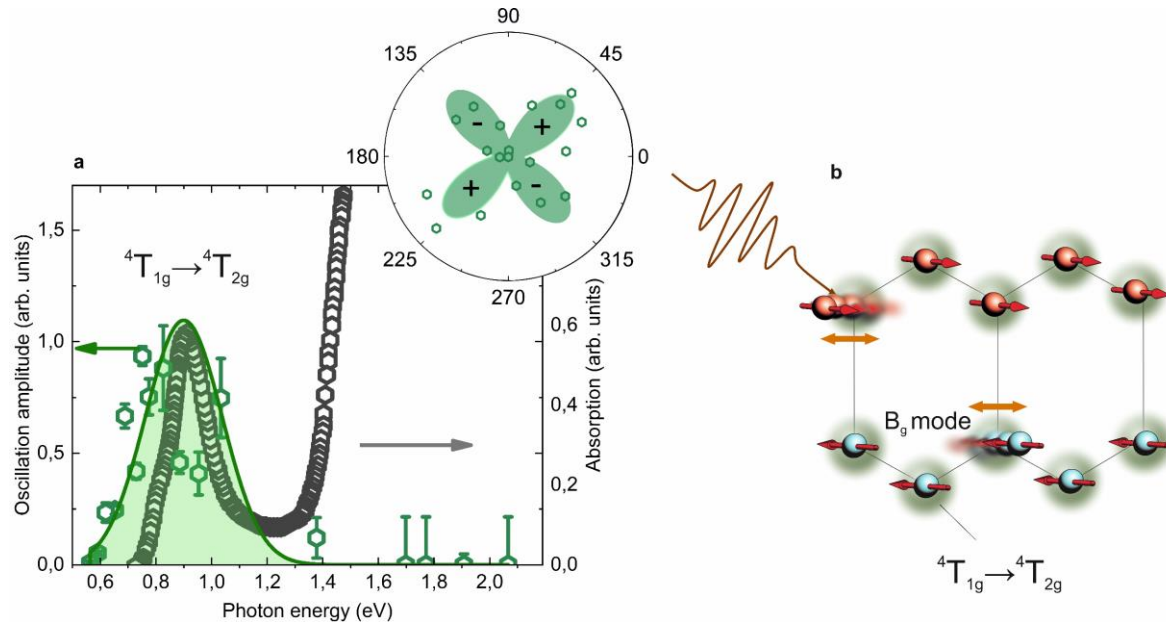 90
135
45
180
0
225
315
270
a
b
⁴T₁g→⁴T₂g
+
-
+
-
Oscillation amplitude (arb. units)
1,5
1,0
0,5
0,0
Absorption (arb. units)
0,6
0,4
0,2
0,0
0,6 0,8 1,0 1,2 1,4 1,6 1,8 2,0
Photon energy (eV)
Bg mode
⁴T₁g→⁴T₂g